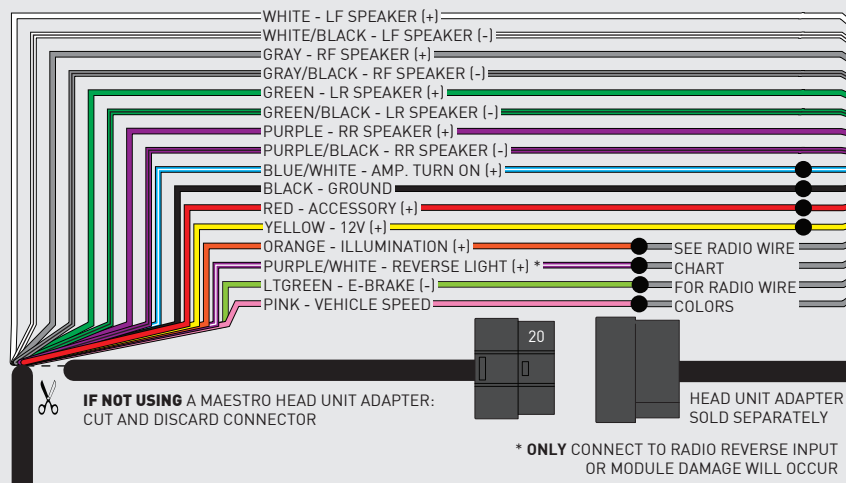 WHITE - LF SPEAKER (+)
WHITE/BLACK - LF SPEAKER (-)
GRAY - RF SPEAKER (+)
GRAY/BLACK - RF SPEAKER (-)
GREEN - LR SPEAKER (+)
GREEN/BLACK - LR SPEAKER (-)
PURPLE - RR SPEAKER (+)
PURPLE/BLACK - RR SPEAKER (-)
BLUE/WHITE - AMP. TURN ON (+)
BLACK - GROUND
RED - ACCESSORY (+)
YELLOW - 12V (+)
ORANGE - ILLUMINATION (+)
PURPLE/WHITE - REVERSE LIGHT (+) *
LTGREEN - E-BRAKE (-)
PINK - VEHICLE SPEED
SEE RADIO WIRE
CHART
FOR RADIO WIRE
COLORS
20
IF NOT USING A MAESTRO HEAD UNIT ADAPTER:
CUT AND DISCARD CONNECTOR
HEAD UNIT ADAPTER
SOLD SEPARATELY
* ONLY CONNECT TO RADIO REVERSE INPUT
OR MODULE DAMAGE WILL OCCUR